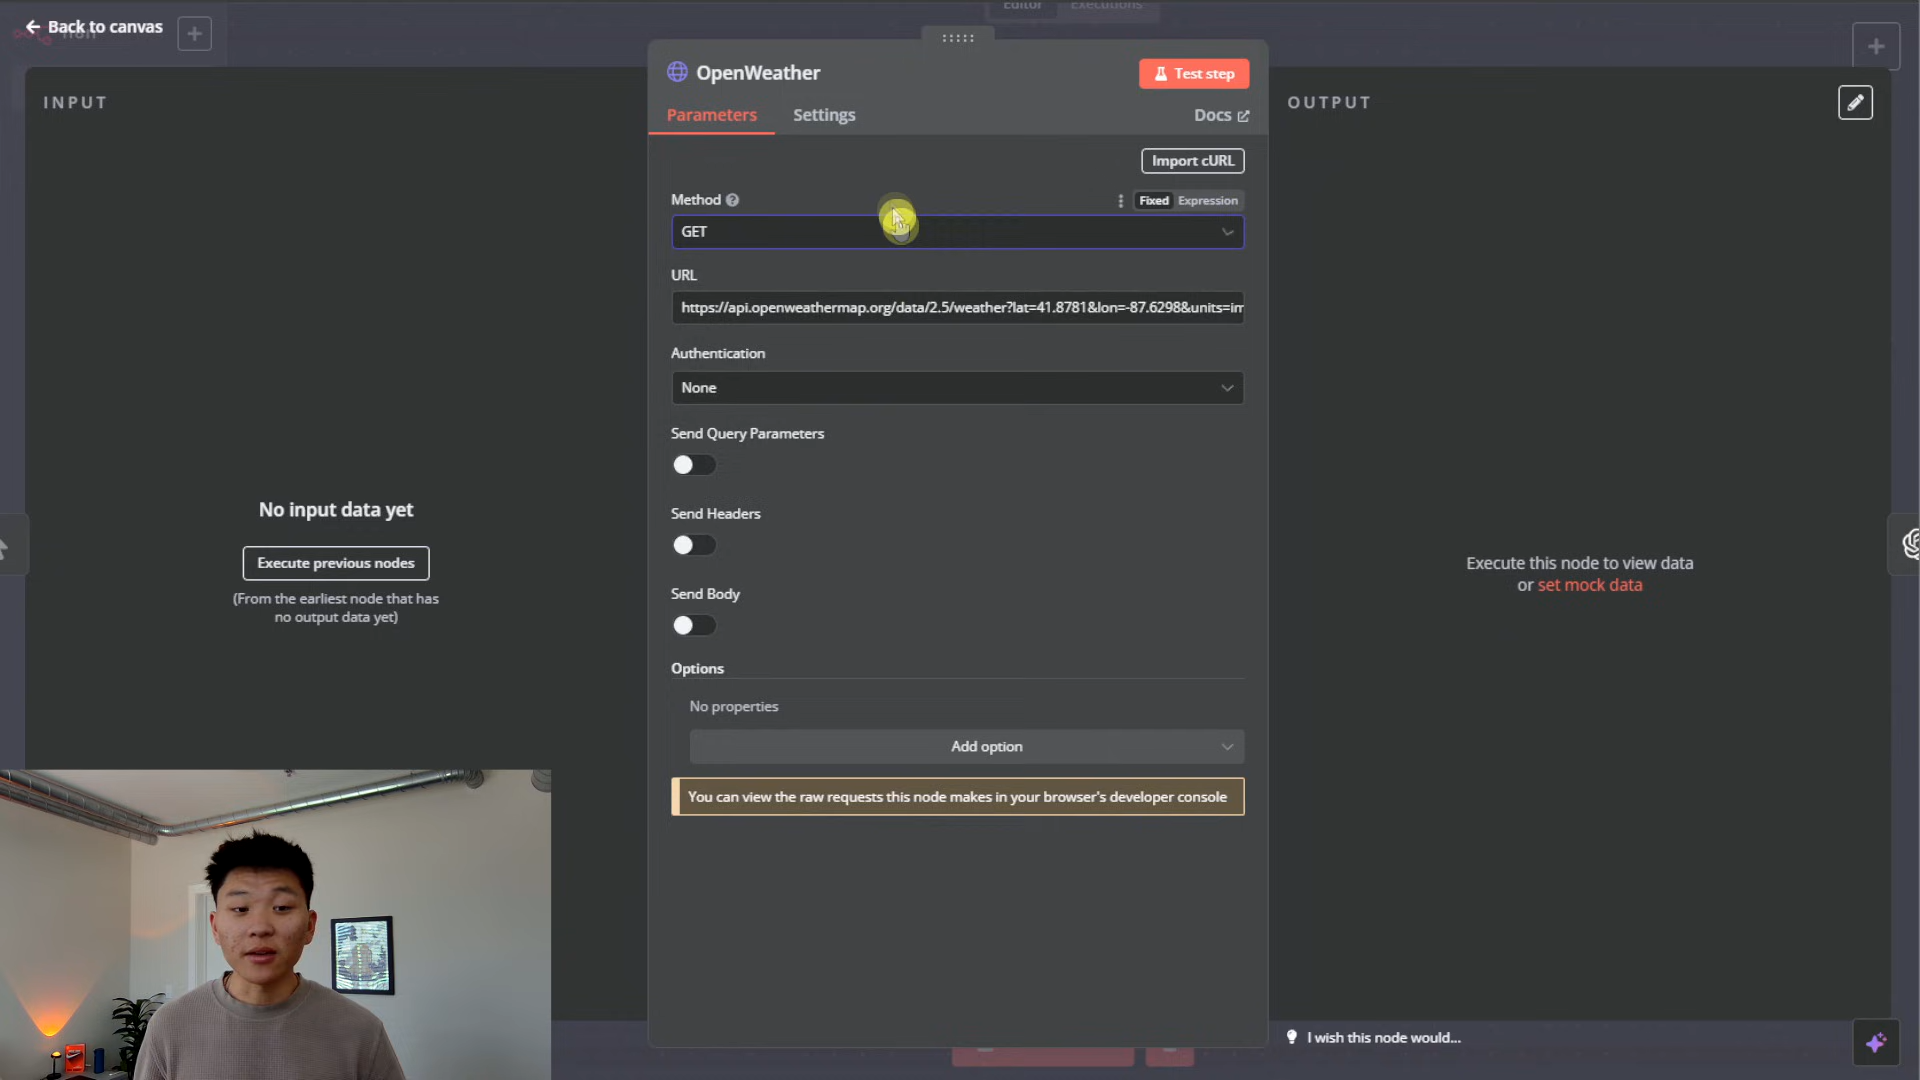 Back to canvas
Editor
Executions
INPUT
OpenWeather
Test step
Parameters
Settings
Docs
OUTPUT
Import cURL
Method
Fixed
Expression
GET
URL
https://api.openweathermap.org/data/2.5/weather?lat=41.8781&lon=-87.6298&units=im
Authentication
None
Send Query Parameters
Send Headers
Send Body
Options
No properties
Add option
You can view the raw requests this node makes in your browser's developer console
No input data yet
Execute previous nodes
(From the earliest node that has
no output data yet)
Execute this node to view data
or set mock data
I wish this node would...